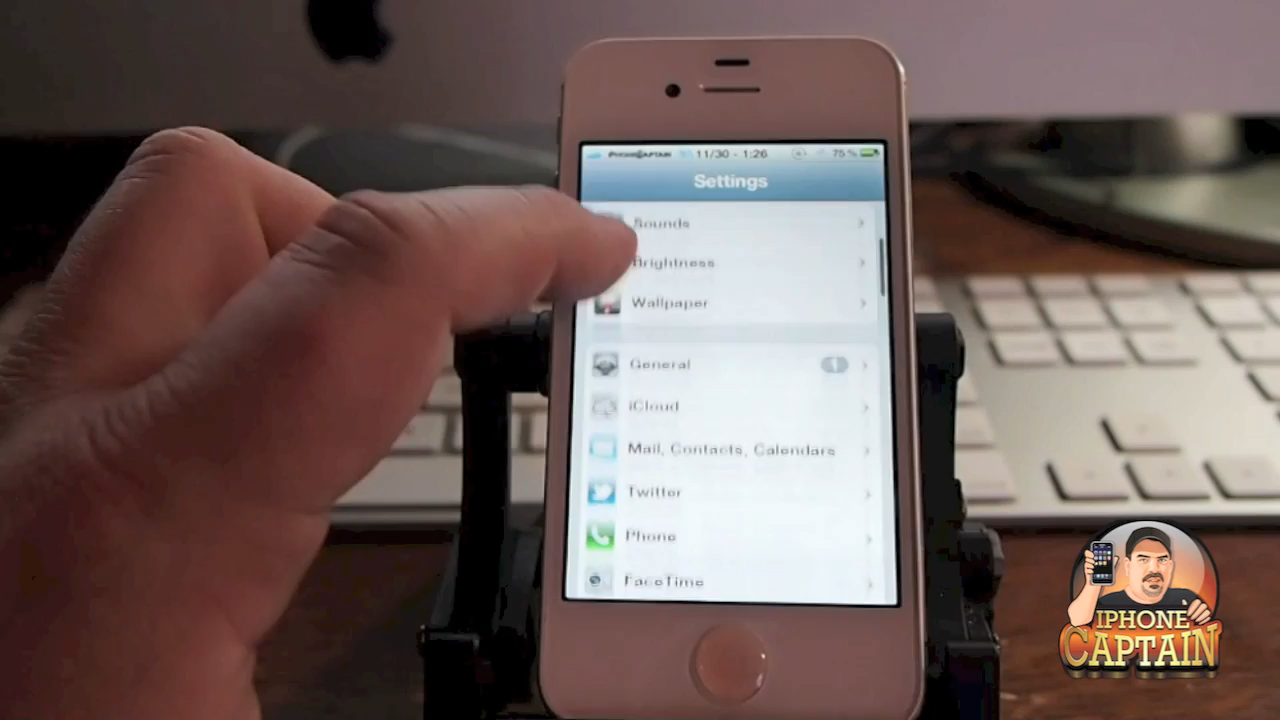 IPHONECAPTAIN 11/30 - 1:26 75%
Settings
Sounds
Brightness
Wallpaper
General 1
iCloud
Mail, Contacts, Calendars
Twitter
Phone
FaceTime
IPHONE
CAPTAIN